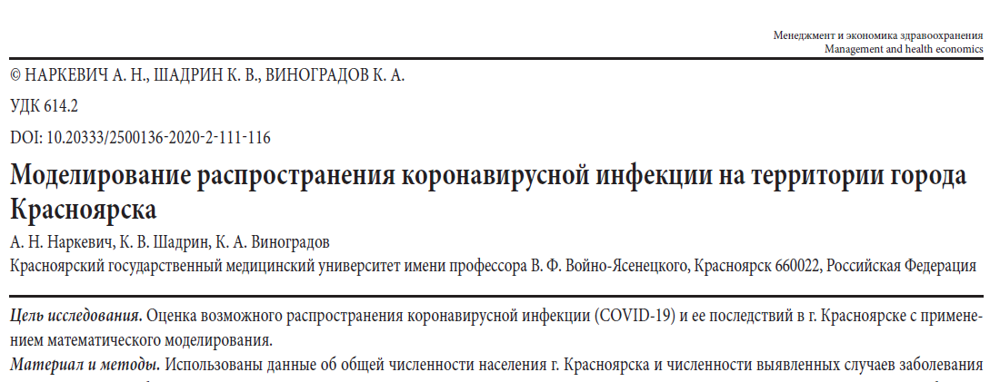 Менеджмент и экономика здравоохранения
Management and health economics
© НАРКЕВИЧ А. Н., ШАДРИН К. В., ВИНОГРАДОВ К. А.
УДК 614.2
DOI: 10.20333/2500136-2020-2-111-116
Моделирование распространения коронавирусной инфекции на территории города
Красноярска
А. Н. Наркевич, К. В. Шадрин, К. А. Виноградов
Красноярский государственный медицинский университет имени профессора В. Ф. Войно-Ясенецкого, Красноярск 660022, Российская Федерация
Цель исследования. Оценка возможного распространения коронавирусной инфекции (COVID-19) и ее последствий в г. Красноярске с примене-
нием математического моделирования.
Материал и методы. Использованы данные об общей численности населения г. Красноярска и численности выявленных случаев заболевания